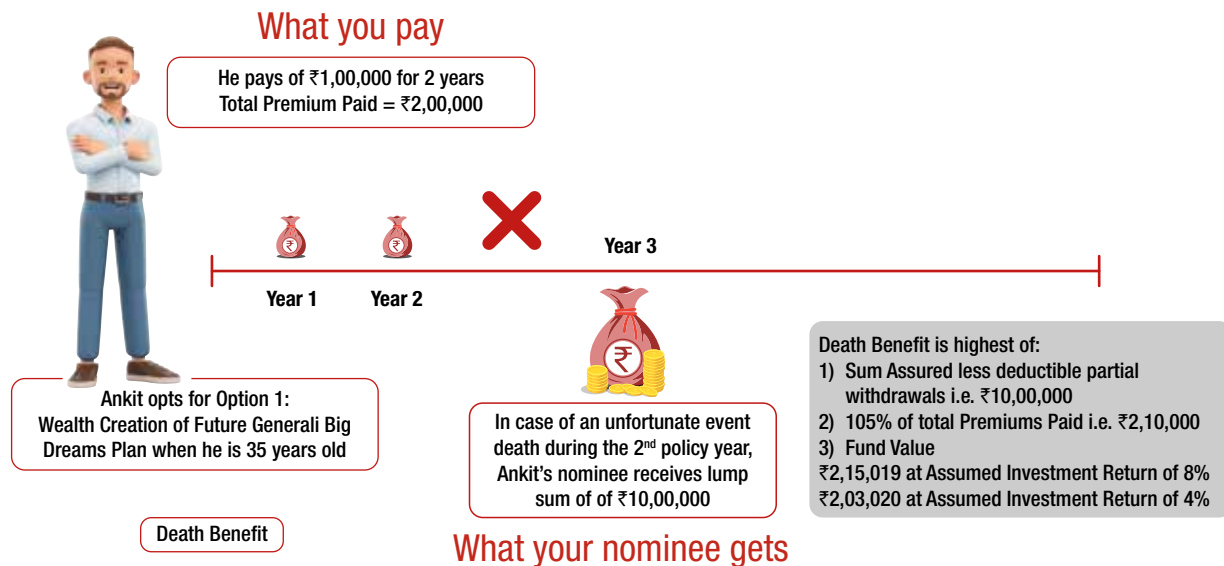 What you pay
He pays of ₹1,00,000 for 2 years
Total Premium Paid = ₹2,00,000
₹
₹
Year 3
Year 1
Year 2
₹
Ankit opts for Option 1:
Wealth Creation of Future Generali Big
Dreams Plan when he is 35 years old
In case of an unfortunate event
death during the 2nd policy year,
Ankit's nominee receives lump
sum of of ₹10,00,000
Death Benefit is highest of:
1) Sum Assured less deductible partial
withdrawals i.e. ₹10,00,000
2) 105% of total Premiums Paid i.e. ₹2,10,000
3) Fund Value
₹2,15,019 at Assumed Investment Return of 8%
₹2,03,020 at Assumed Investment Return of 4%
Death Benefit
What your nominee gets